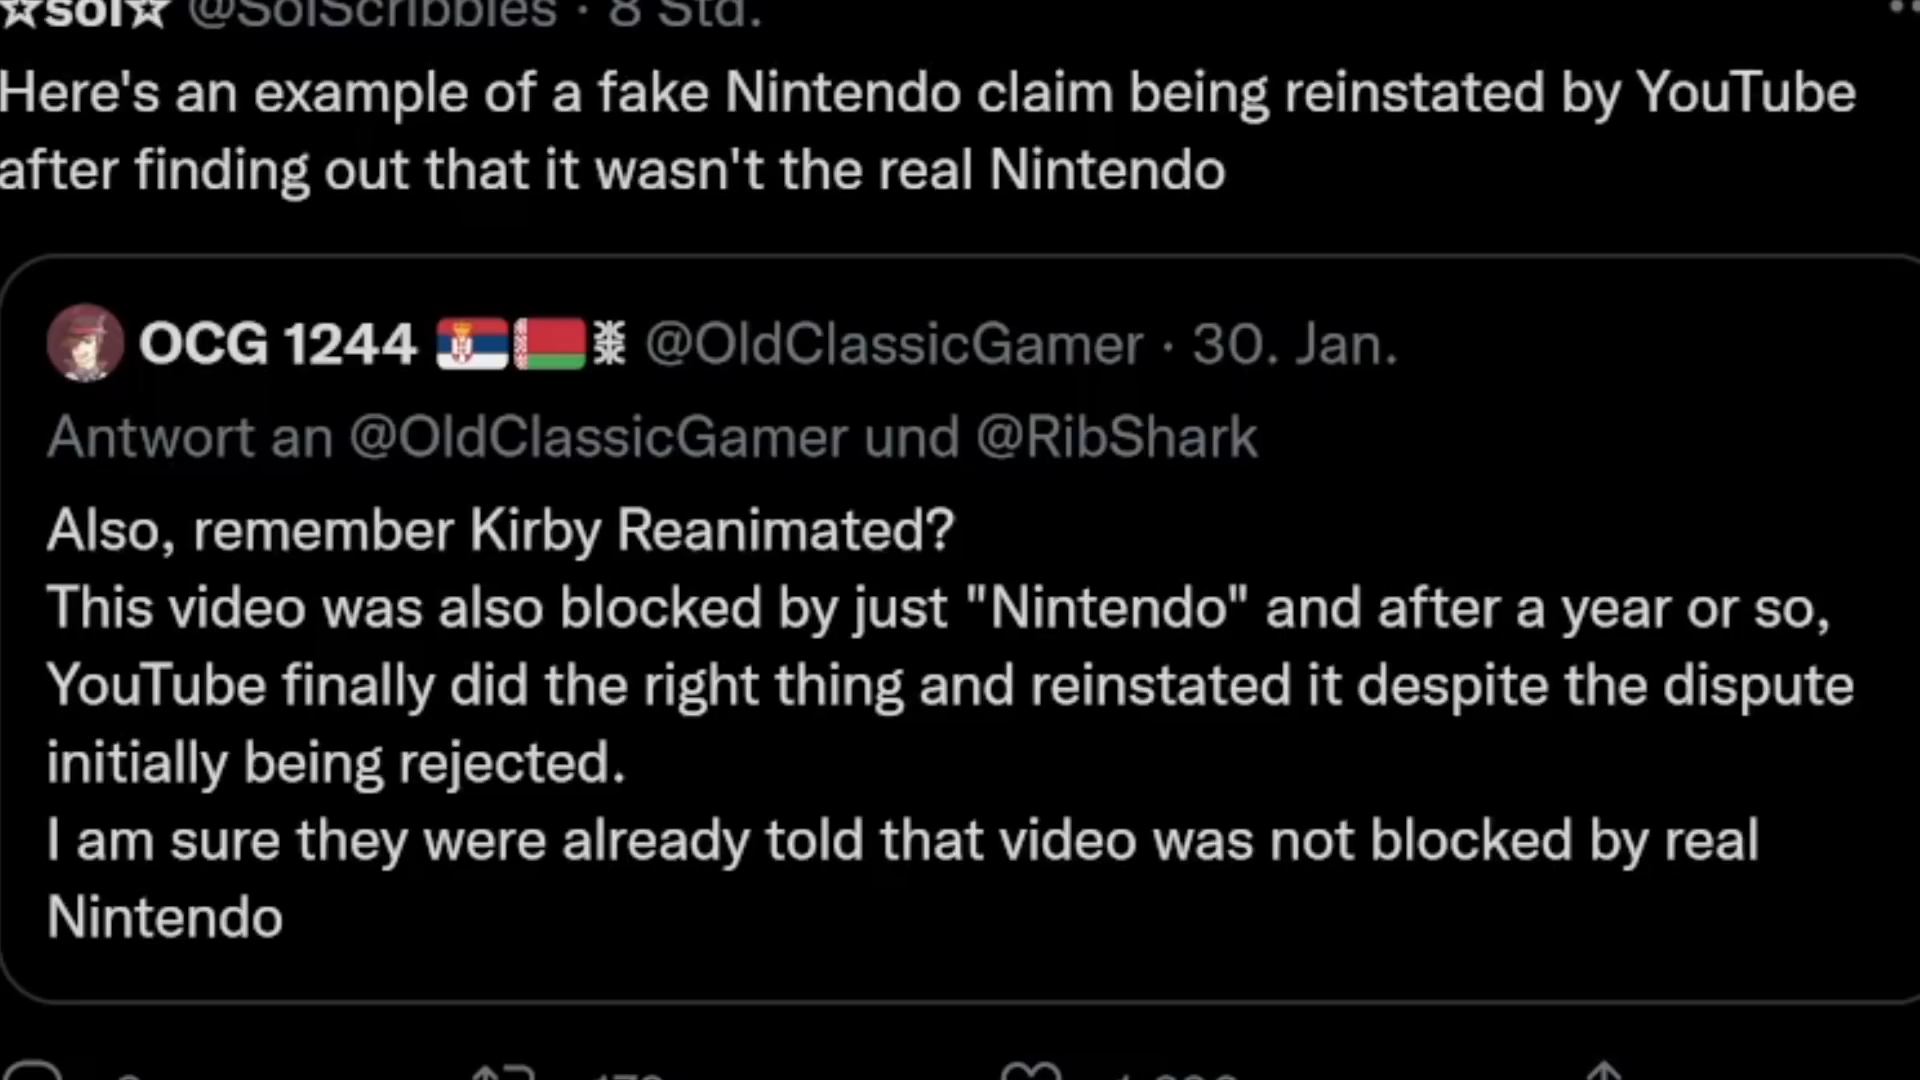 ☆sol☆ @SolScribbles · 8 Std.
Here's an example of a fake Nintendo claim being reinstated by YouTube
after finding out that it wasn't the real Nintendo
OCG 1244 @OldClassicGamer · 30. Jan.
Antwort an @OldClassicGamer und @RibShark
Also, remember Kirby Reanimated?
This video was also blocked by just "Nintendo" and after a year or so,
YouTube finally did the right thing and reinstated it despite the dispute
initially being rejected.
I am sure they were already told that video was not blocked by real
Nintendo